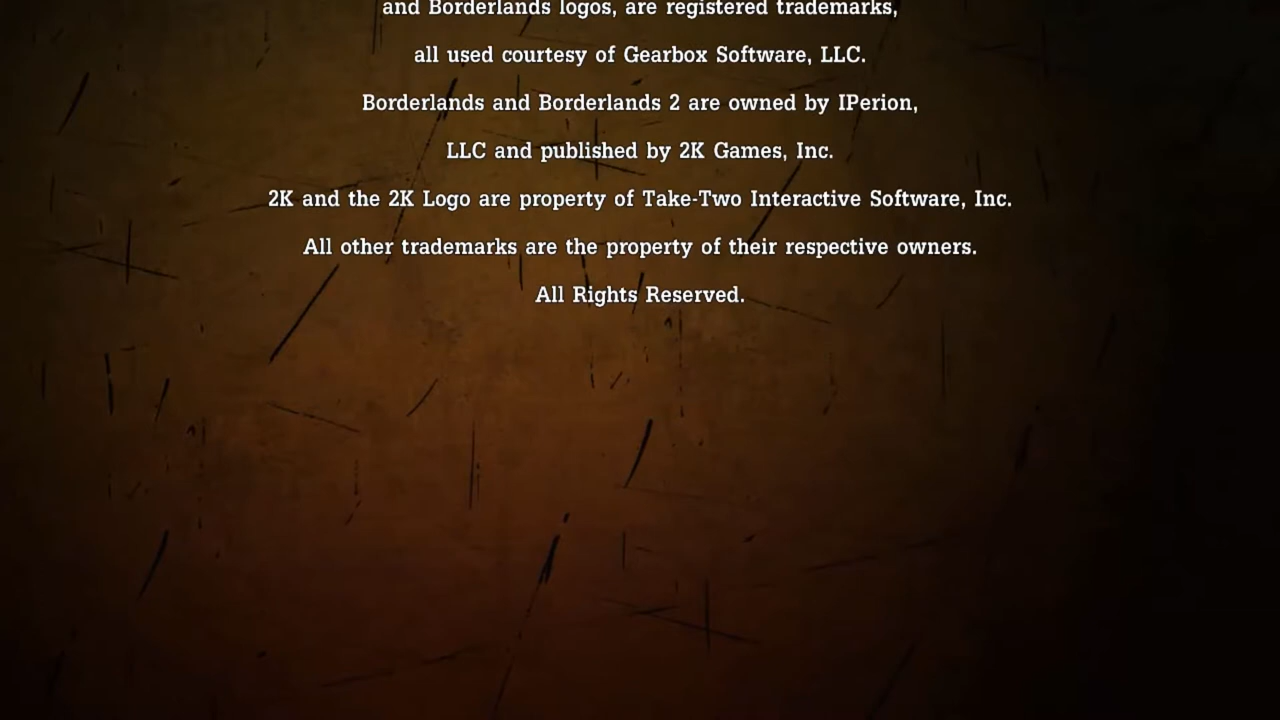 and Borderlands logos, are registered trademarks,
all used courtesy of Gearbox Software, LLC.
Borderlands and Borderlands 2 are owned by IPerion,
LLC and published by 2K Games, Inc.
2K and the 2K Logo are property of Take-Two Interactive Software, Inc.
All other trademarks are the property of their respective owners.
All Rights Reserved.